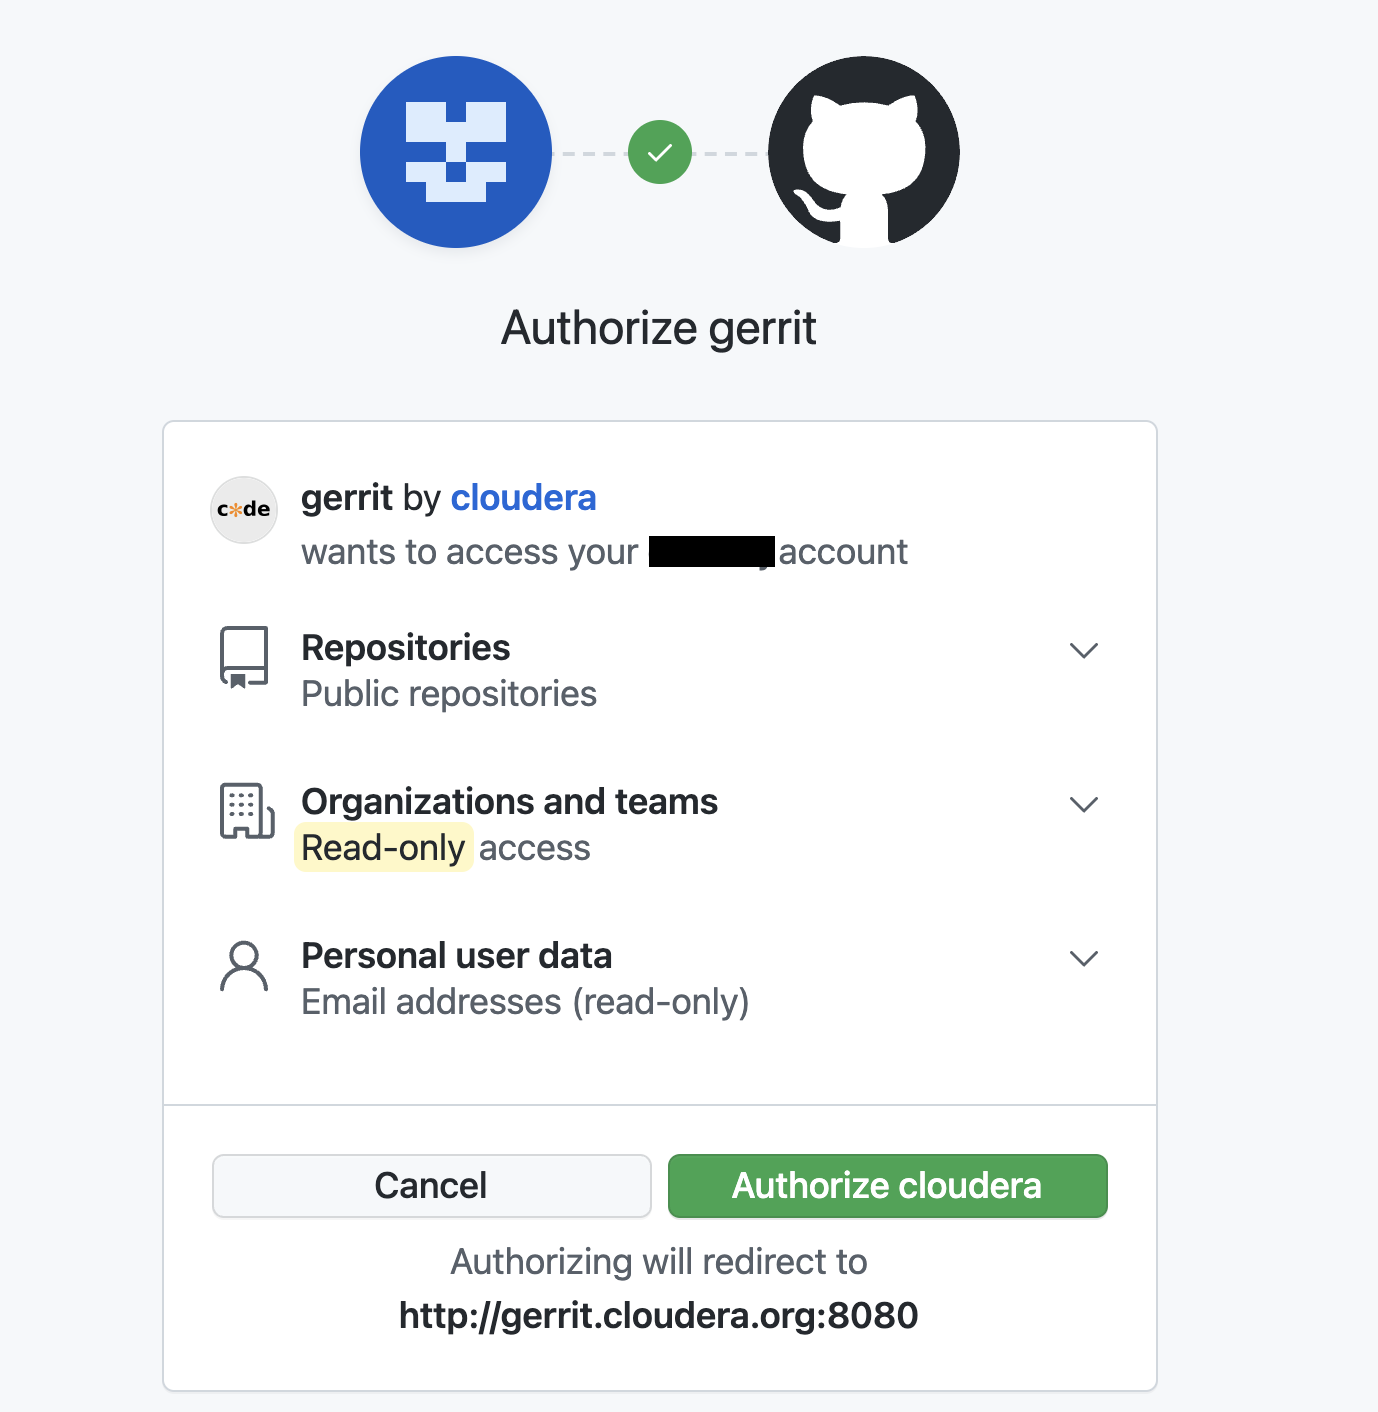 Authorize gerrit
c*de
gerrit by cloudera
wants to access your account
Repositories
Public repositories
Organizations and teams
Read-only access
Personal user data
Email addresses (read-only)
Cancel
Authorize cloudera
Authorizing will redirect to
http://gerrit.cloudera.org:8080